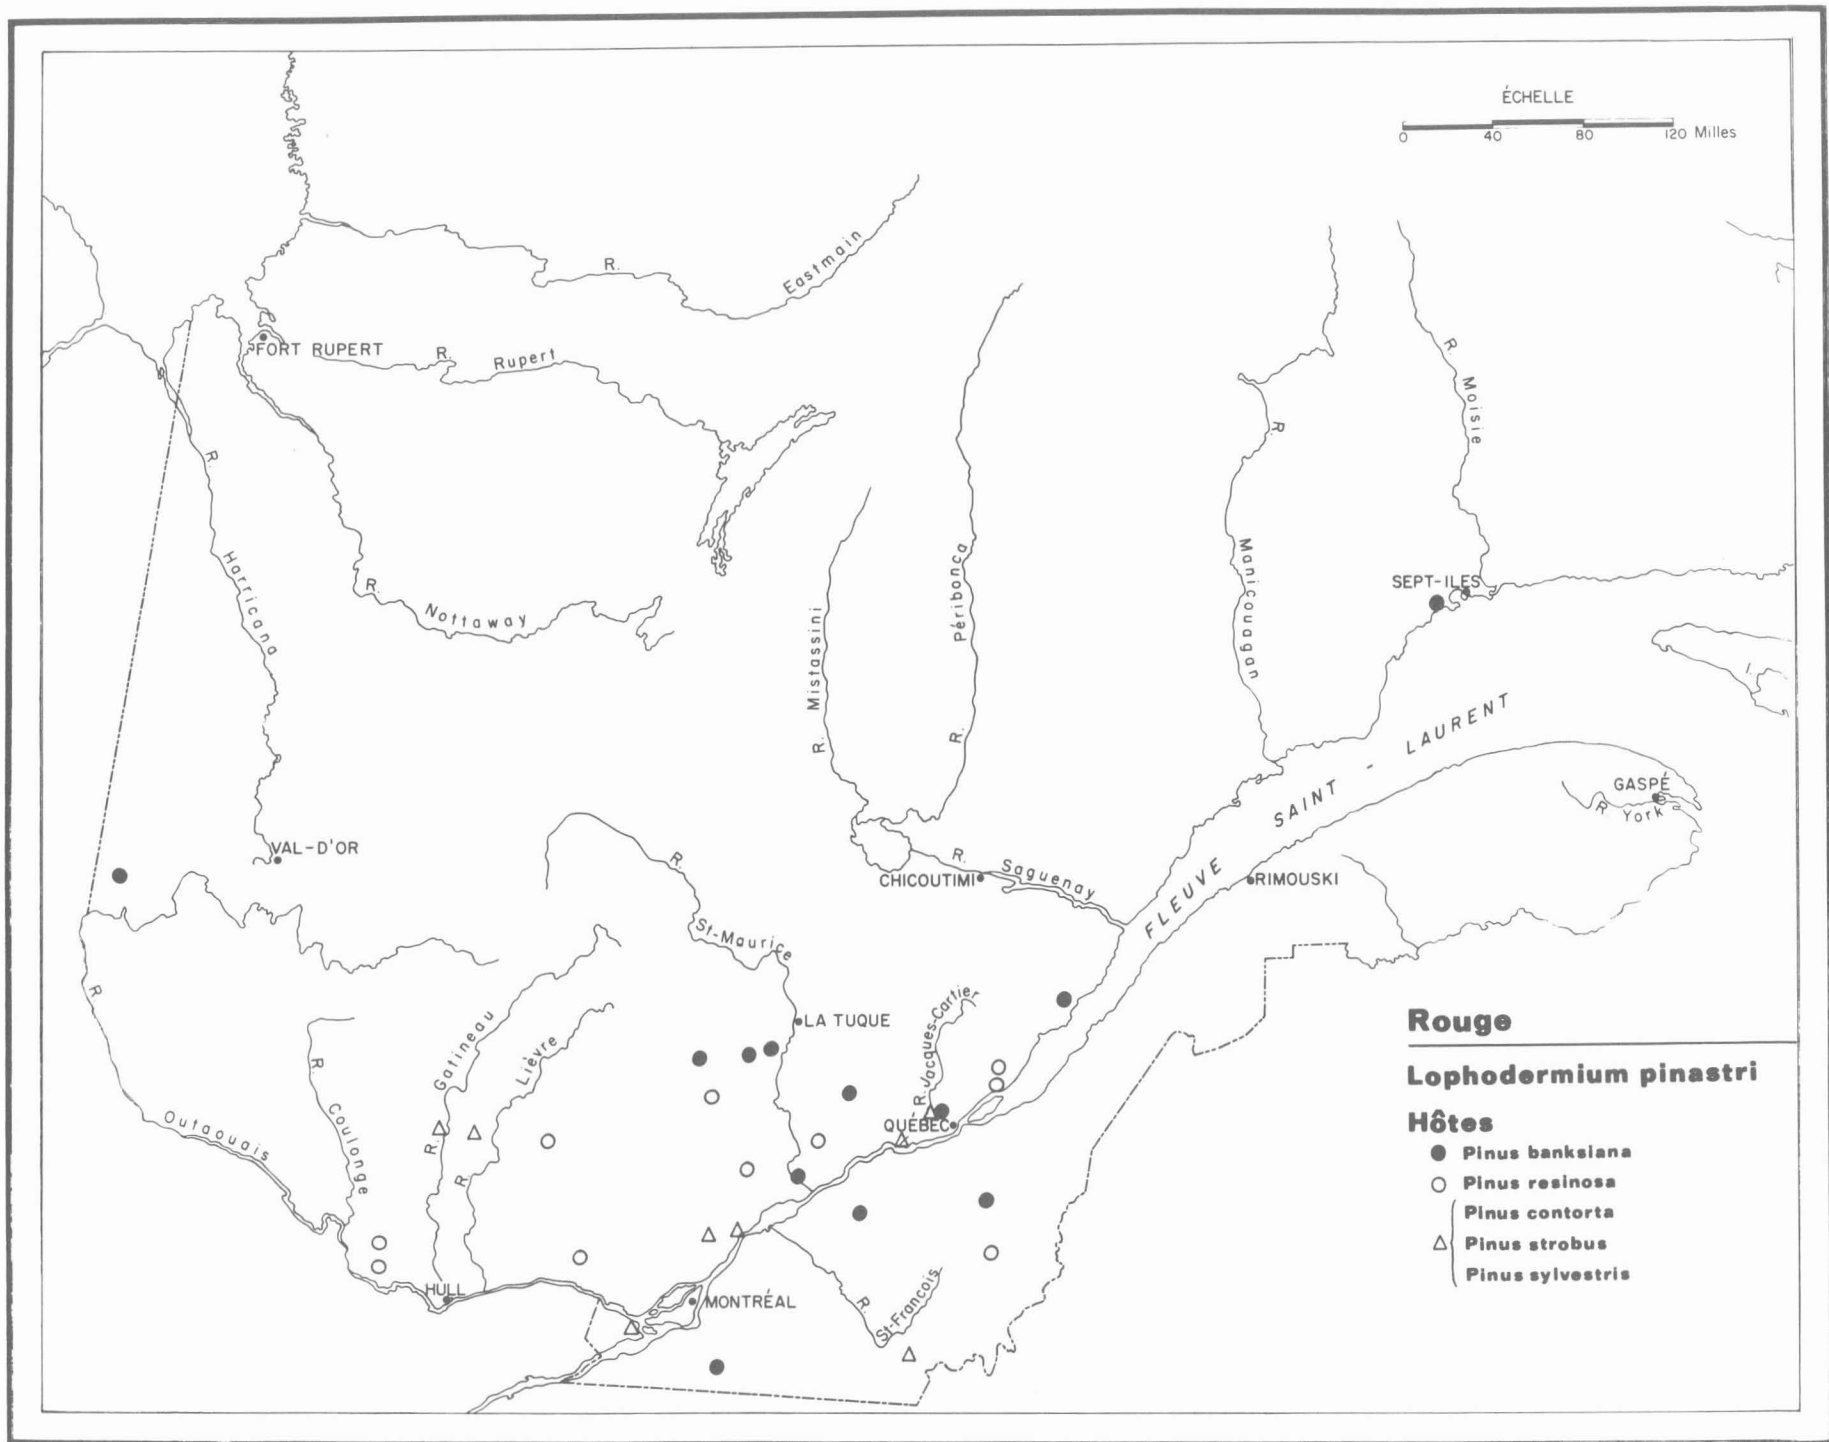 ÉCHELLE
0 40 80 120 Milles
R. Eastmain
FORT RUPERT
R. Rupert
R. Moisie
R. Manicouagan
R. Harricana
R. Nottaway
R. Mistassini
R. Péribonca
SEPT-ILES
FLEUVE SAINT - LAURENT
I.
GASPÉ
R. York
VAL-D'OR
CHICOUTIMI
R. Saguenay
RIMOUSKI
R. St-Maurice
LA TUQUE
R. Jacques-Cartier
R. Outaouais
R. Coulonge
R. Gatineau
R. Lièvre
QUÉBEC
HULL
MONTRÉAL
R. St-François
Rouge
Lophodermium pinastri
Hôtes
Pinus banksiana
Pinus resinosa
Pinus contorta
Pinus strobus
Pinus sylvestris